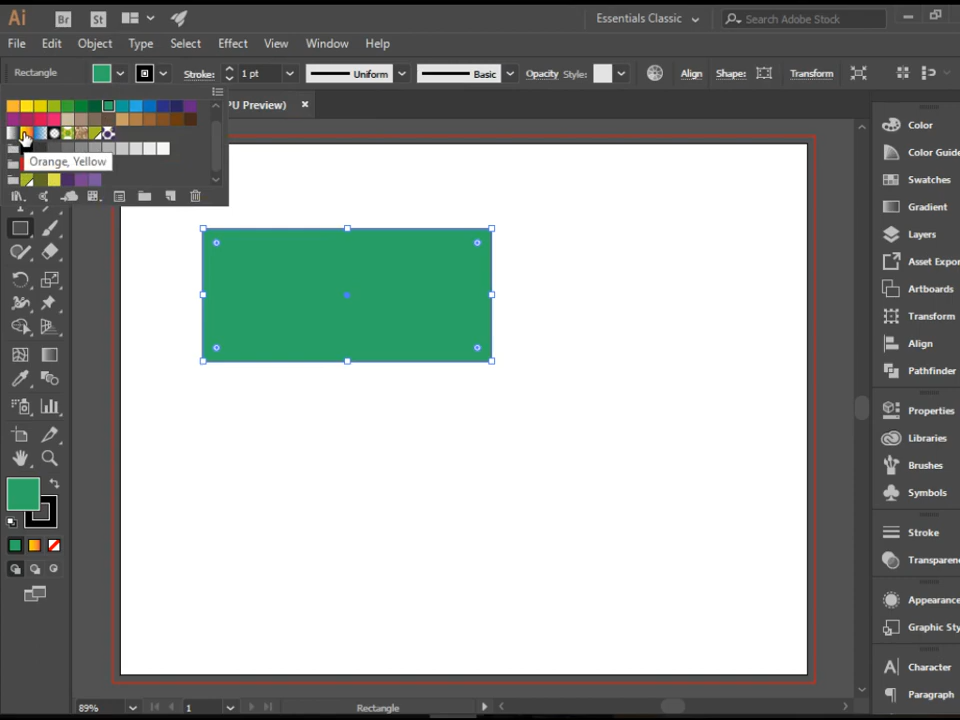 Ai Br St Essentials Classic Search Adobe Stock
File Edit Object Type Select Effect View Window Help
Rectangle Stroke: 1 pt Uniform Basic Opacity Style: Align Shape: Transform
PU Preview) ×
Orange, Yellow
Color
Color Guide
Swatches
Gradient
Layers
Asset Expor
Artboards
Transform
Align
Pathfinder
Properties
Libraries
Brushes
Symbols
Stroke
Transparen
Appearance
Graphic Sty
Character
Paragraph
89% 1 Rectangle